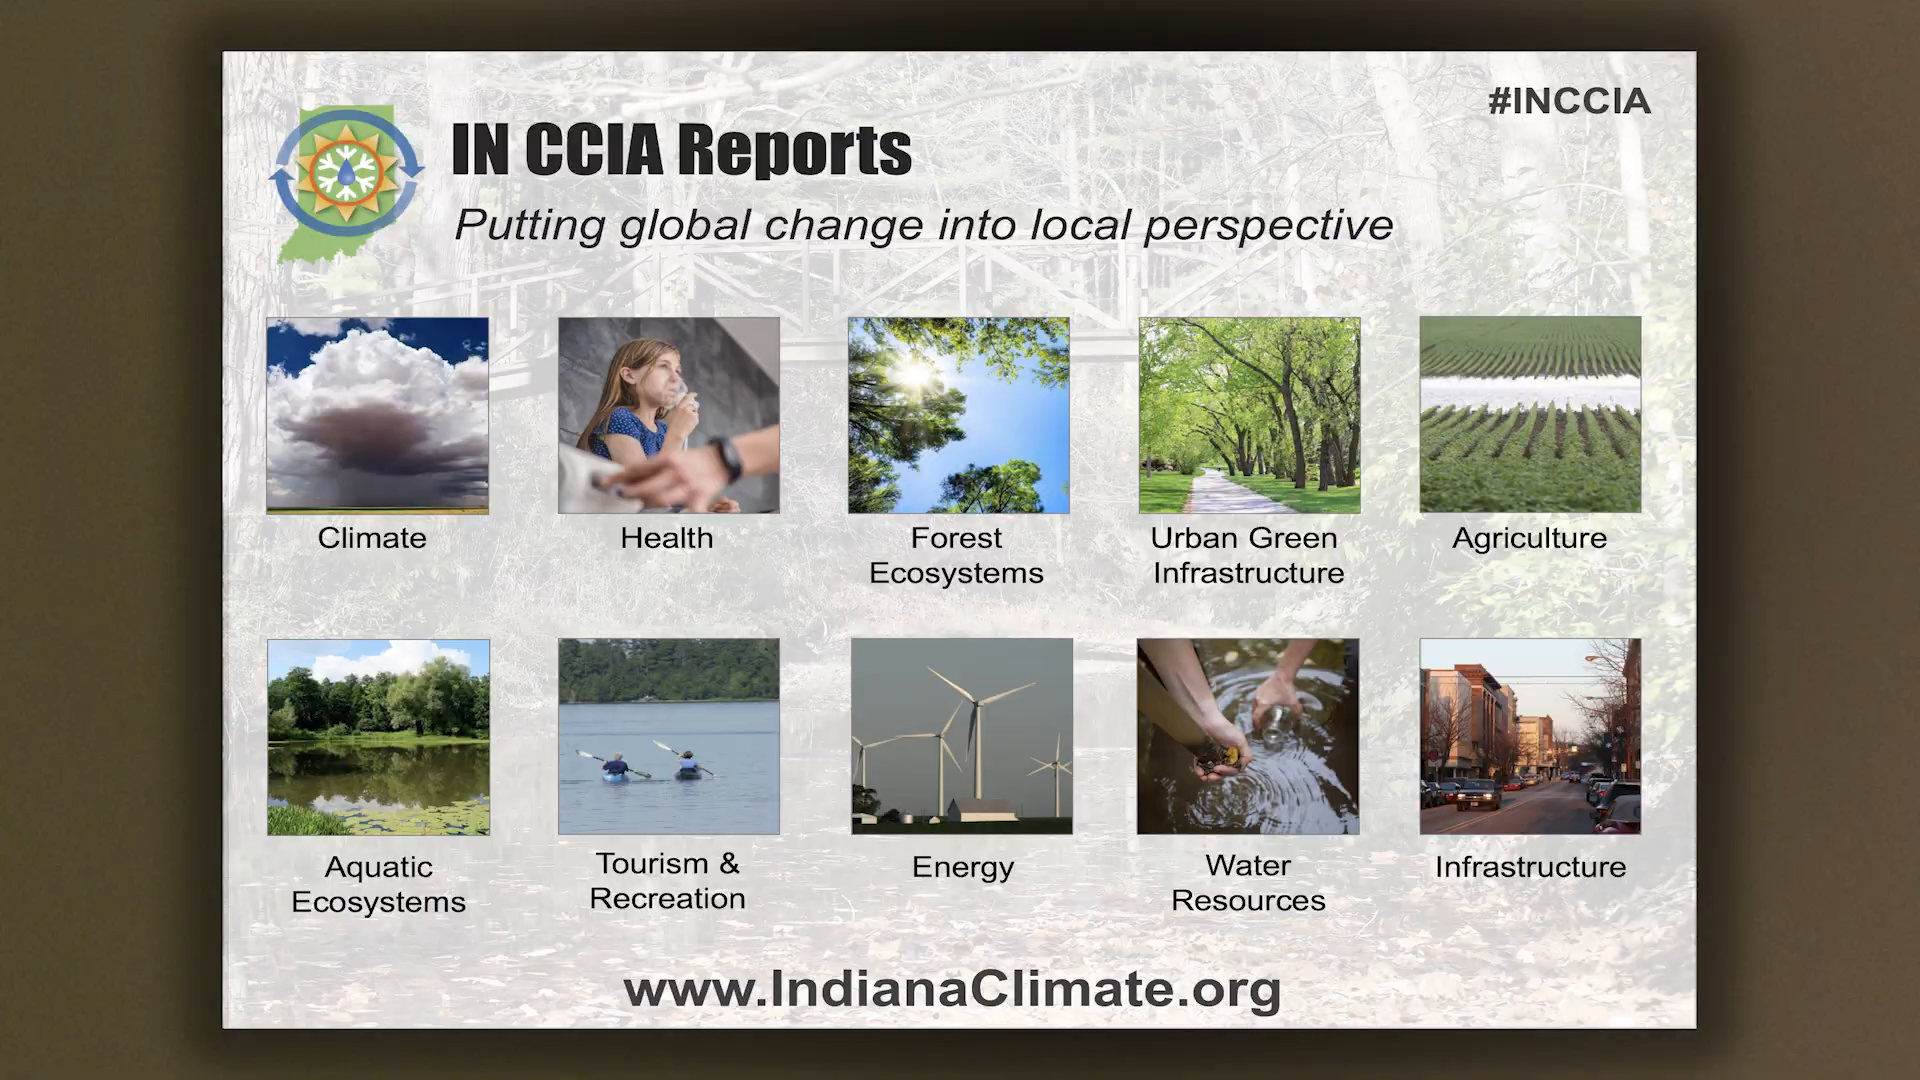 #INCCIA
IN CCIA Reports
Putting global change into local perspective
Climate
Health
Forest
Ecosystems
Urban Green
Infrastructure
Agriculture
Aquatic
Ecosystems
Tourism &
Recreation
Energy
Water
Resources
Infrastructure
www.IndianaClimate.org